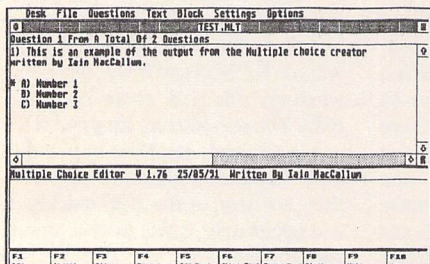 Desk File Questions Text Block Settings Options
TEST.MLT
Question 1 From A Total Of 2 Questions
1) This is an example of the output from the Multiple choice creator
written by Iain MacCallum.
* A) Number 1
B) Number 2
C) Number 3
Multiple Choice Editor V 1.76 25/05/91 Written By Iain MacCallum
F1 F2 F3 F4 F5 F6 F7 F8 F9 F10